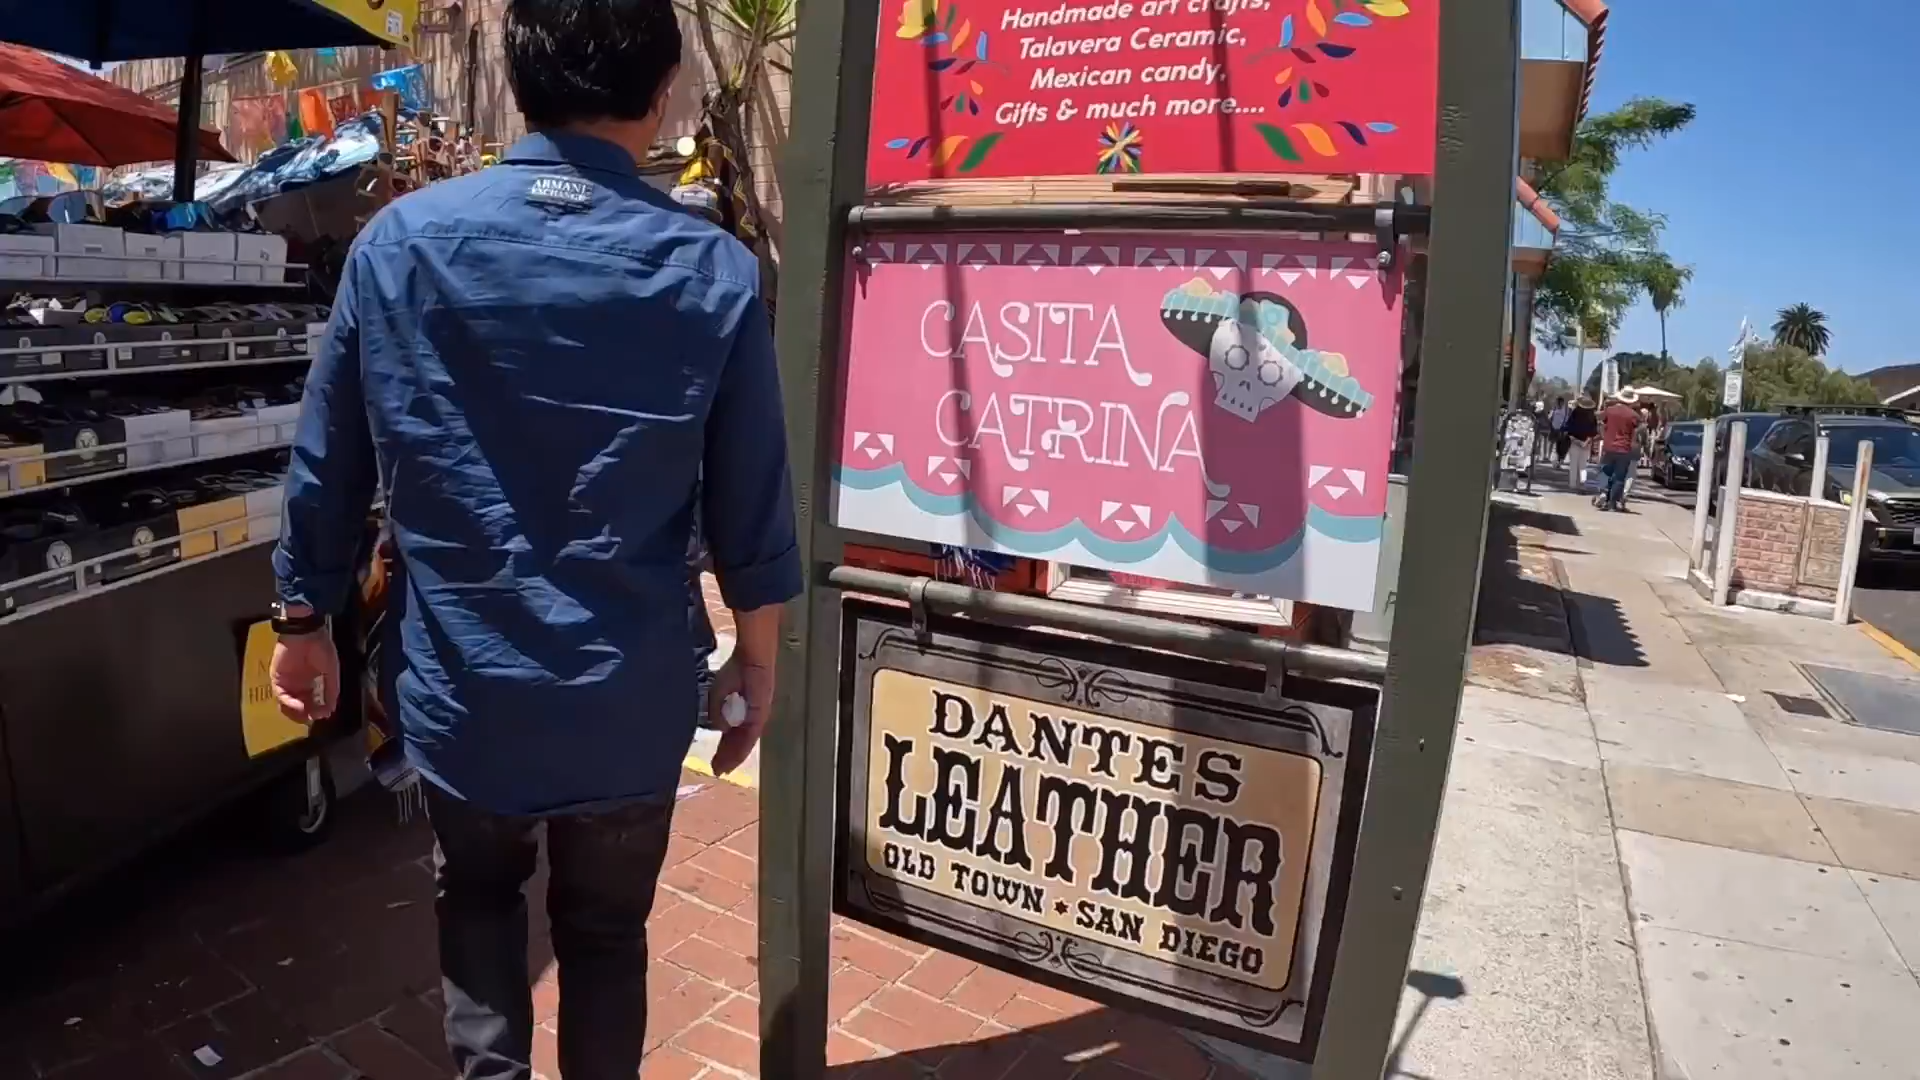 Handmade art crafts,
Talavera Ceramic,
Mexican candy,
Gifts & much more....
ARMANI
EXCHANGE
CASITA
CATRINA
DANTES
LEATHER
OLD TOWN * SAN DIEGO